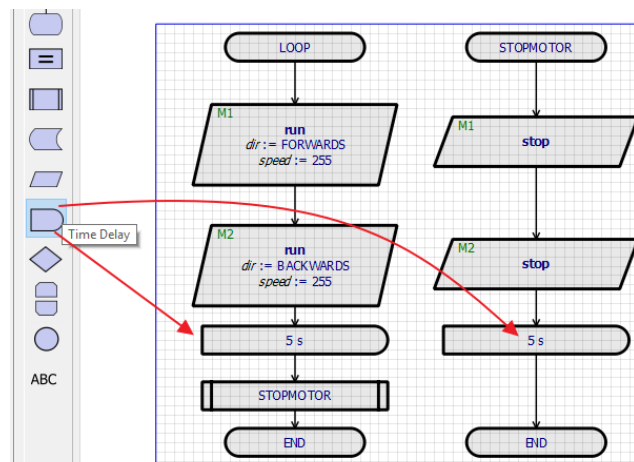 =
Time Delay
ABC
LOOP
M1
run
dir := FORWARDS
speed := 255
M2
run
dir := BACKWARDS
speed := 255
5 s
STOPMOTOR
END
STOPMOTOR
M1
stop
M2
stop
5 s
END